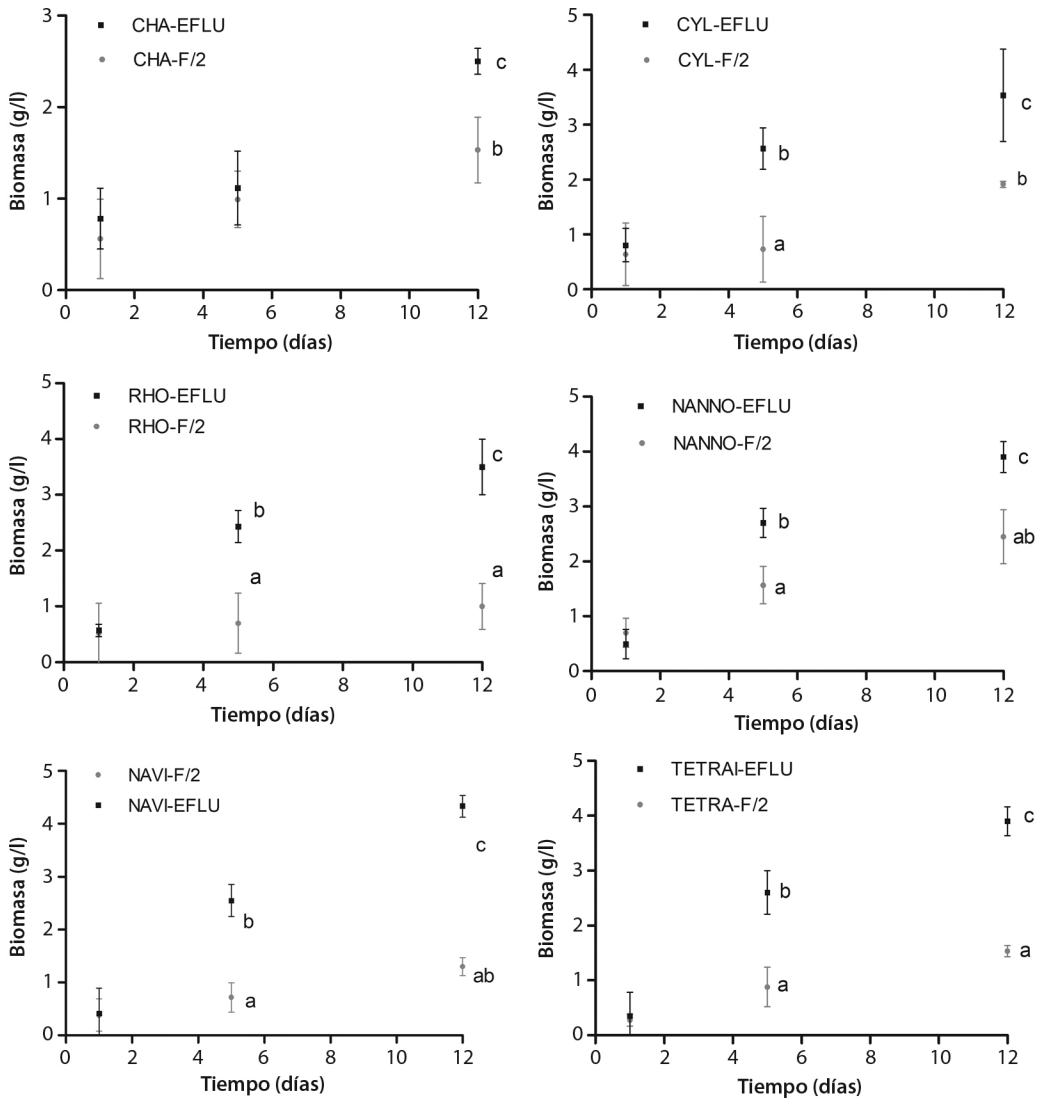 CHA-EFLU
CHA-F/2
Biomasa (g/l)
3
2
1
0
c
b
0 2 4 6 8 10 12
Tiempo (días)
CYL-EFLU
CYL-F/2
Biomasa (g/l)
5
4
3
2
1
0
c
b
b
a
0 2 4 6 8 10 12
Tiempo (días)
RHO-EFLU
RHO-F/2
Biomasa (g/l)
5
4
3
2
1
0
c
b
a
a
0 2 4 6 8 10 12
Tiempo (días)
NANNO-EFLU
NANNO-F/2
Biomasa (g/l)
5
4
3
2
1
0
c
b
ab
a
0 2 4 6 8 10 12
Tiempo (días)
NAVI-F/2
NAVI-EFLU
Biomasa (g/l)
5
4
3
2
1
0
c
b
ab
a
0 2 4 6 8 10 12
Tiempo (días)
TETRAI-EFLU
TETRA-F/2
Biomasa (g/l)
5
4
3
2
1
0
c
b
a
a
0 2 4 6 8 10 12
Tiempo (días)